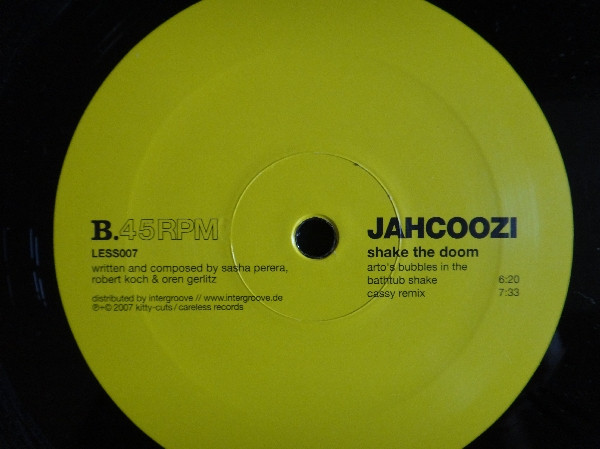 B.45RPM
LESS007
written and composed by sasha perera,
robert koch & oren gerlitz
distributed by intergroove // www.intergroove.de
℗+© 2007 kitty-cuts / careless records
JAHCOOZI
shake the doom
arto's bubbles in the
bathtub shake 6:20
cassy remix 7:33